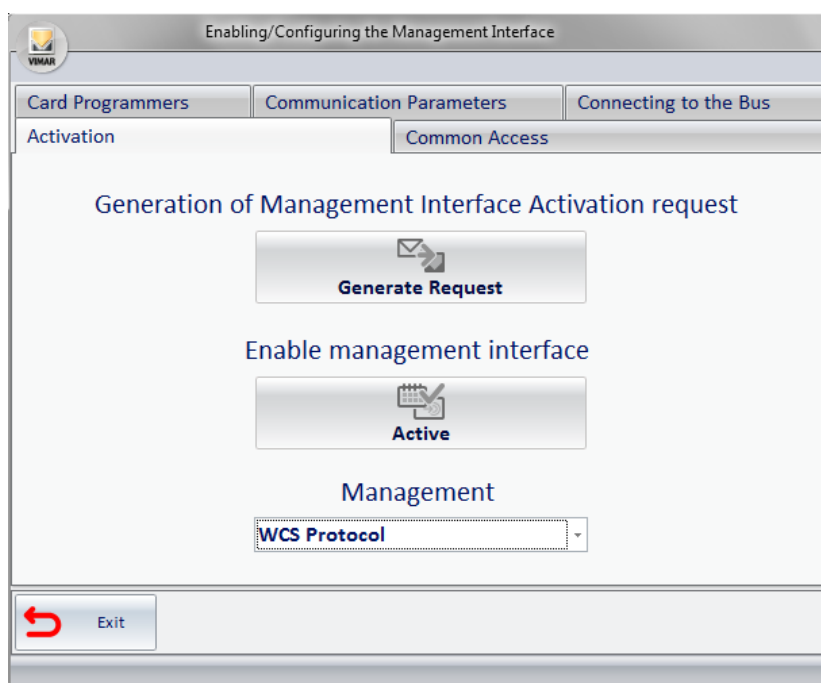 Enabling/Configuring the Management Interface
VIMAR
Card Programmers
Communication Parameters
Connecting to the Bus
Activation
Common Access
Generation of Management Interface Activation request
Generate Request
Enable management interface
Active
Management
WCS Protocol
Exit